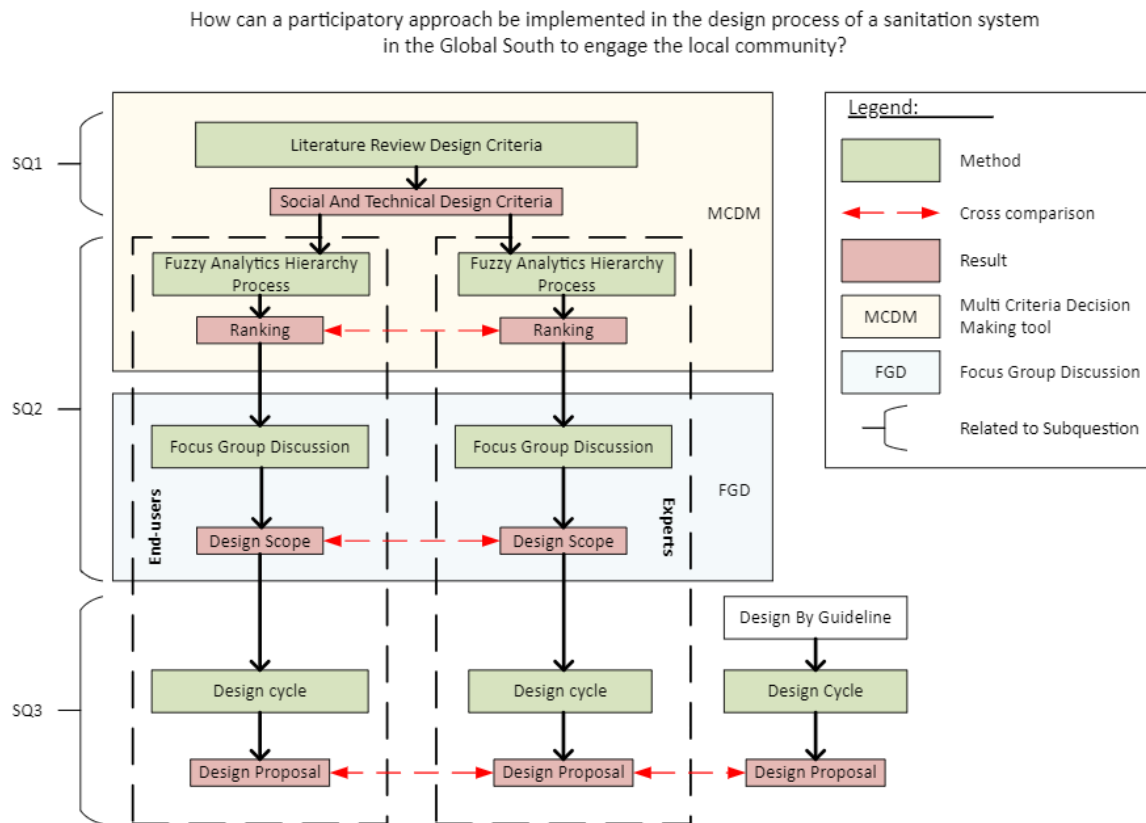 How can a participatory approach be implemented in the design process of a sanitation system
in the Global South to engage the local community?
SQ1
Literature Review Design Criteria
Social And Technical Design Criteria
MCDM
SQ2
Fuzzy Analytics Hierarchy
Process
Fuzzy Analytics Hierarchy
Process
Ranking
Ranking
Focus Group Discussion
Focus Group Discussion
FGD
End-users
Experts
Design Scope
Design Scope
SQ3
Design By Guideline
Design cycle
Design cycle
Design Cycle
Design Proposal
Design Proposal
Design Proposal
Legend:
Method
Cross comparison
Result
MCDM
Multi Criteria Decision
Making tool
FGD
Focus Group Discussion
Related to Subquestion